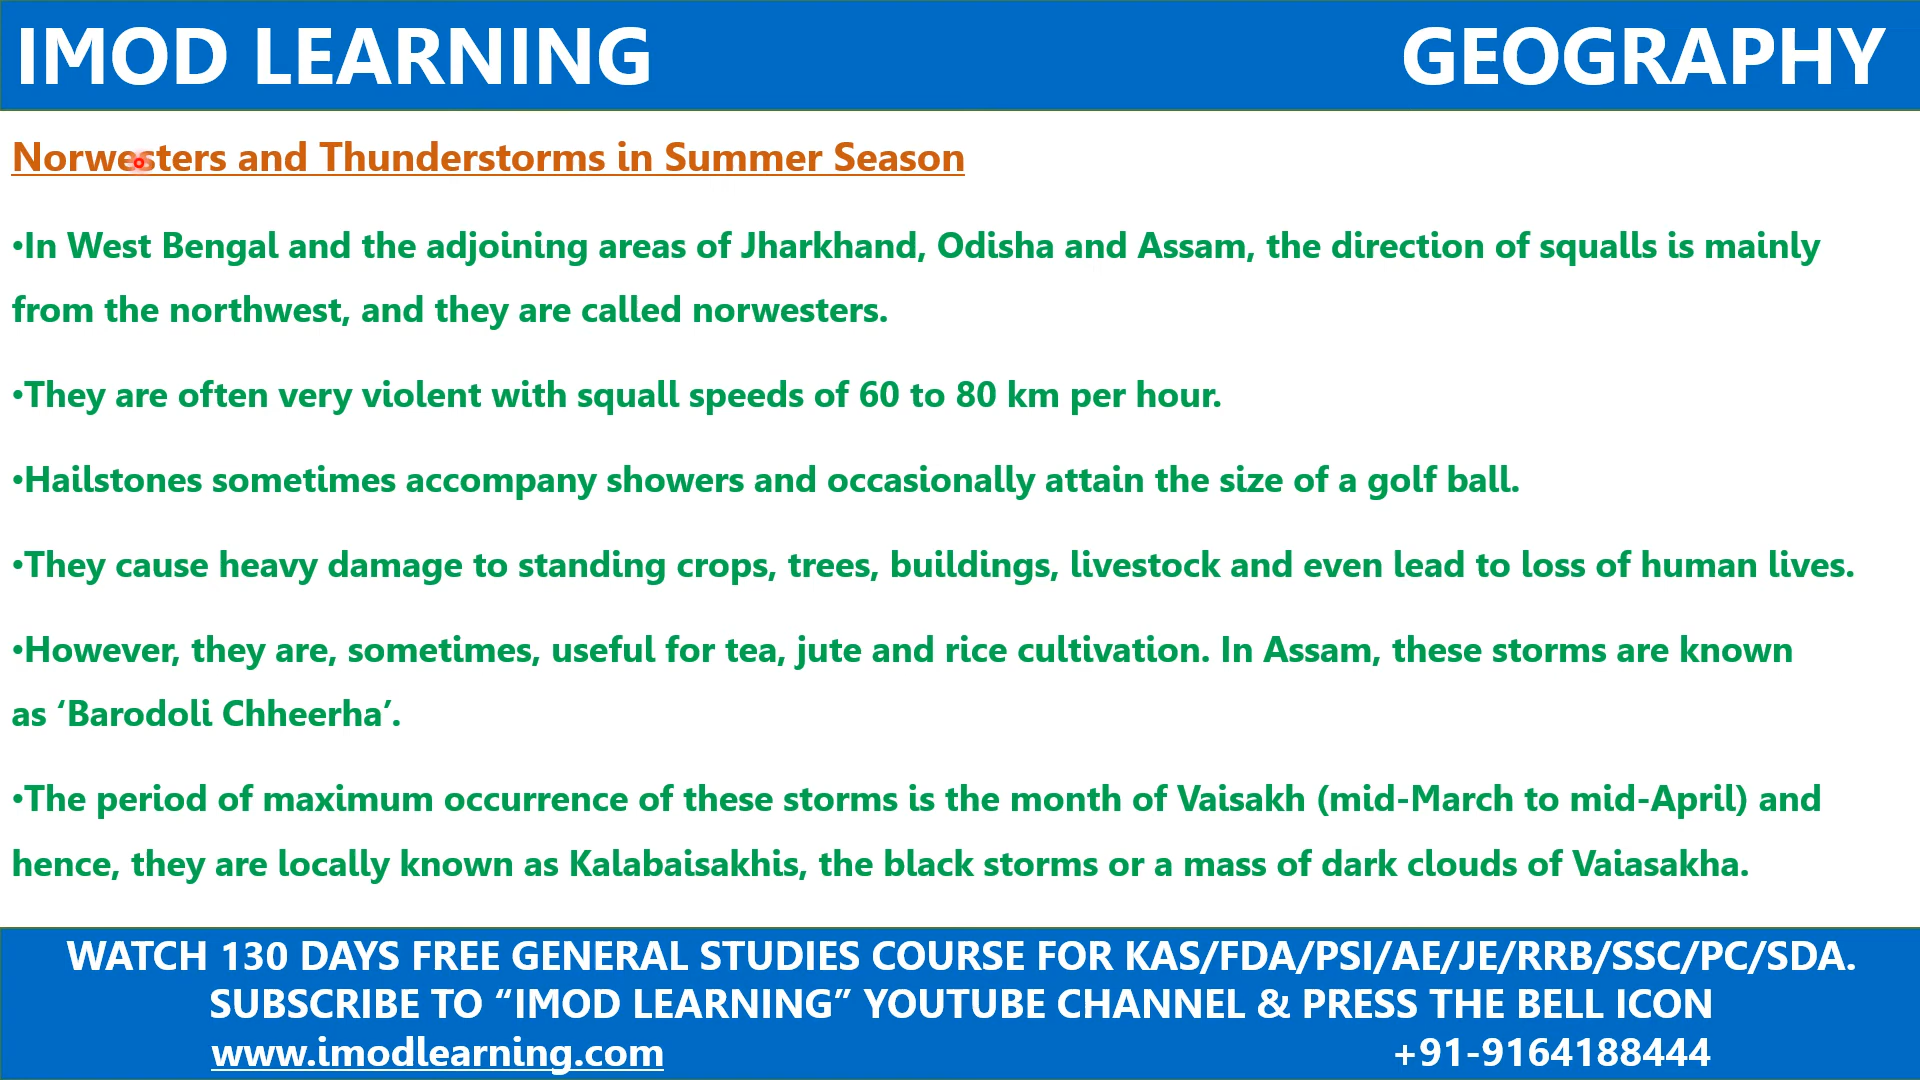 IMOD LEARNING GEOGRAPHY
Norwesters and Thunderstorms in Summer Season
•In West Bengal and the adjoining areas of Jharkhand, Odisha and Assam, the direction of squalls is mainly
from the northwest, and they are called norwesters.
•They are often very violent with squall speeds of 60 to 80 km per hour.
•Hailstones sometimes accompany showers and occasionally attain the size of a golf ball.
•They cause heavy damage to standing crops, trees, buildings, livestock and even lead to loss of human lives.
•However, they are, sometimes, useful for tea, jute and rice cultivation. In Assam, these storms are known
as ‘Barodoli Chheerha’.
•The period of maximum occurrence of these storms is the month of Vaisakh (mid-March to mid-April) and
hence, they are locally known as Kalabaisakhis, the black storms or a mass of dark clouds of Vaiasakha.
WATCH 130 DAYS FREE GENERAL STUDIES COURSE FOR KAS/FDA/PSI/AE/JE/RRB/SSC/PC/SDA.
SUBSCRIBE TO “IMOD LEARNING” YOUTUBE CHANNEL & PRESS THE BELL ICON
www.imodlearning.com +91-9164188444